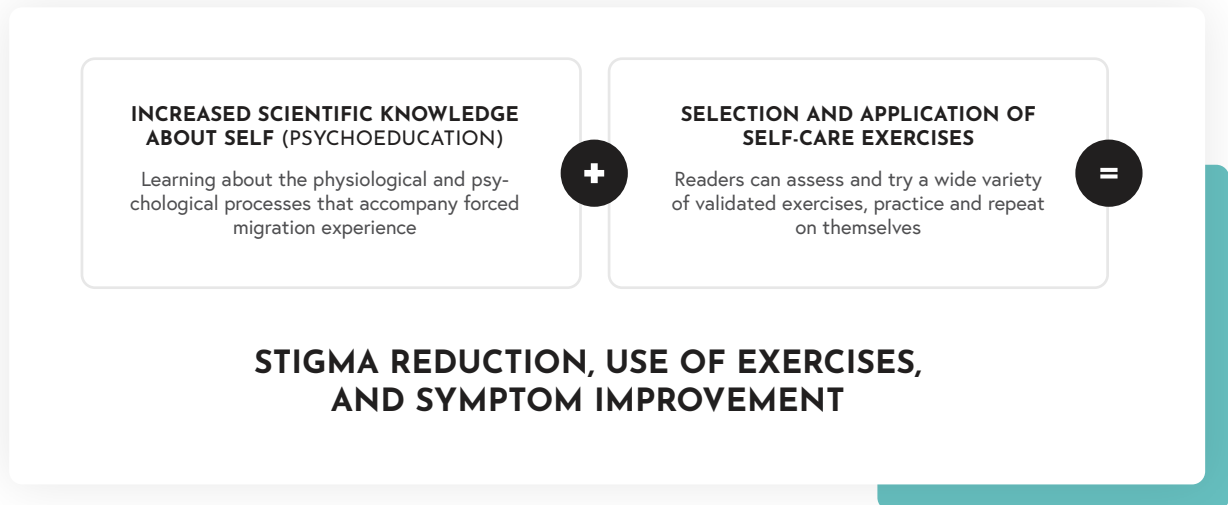 INCREASED SCIENTIFIC KNOWLEDGE
ABOUT SELF (PSYCHOEDUCATION)
Learning about the physiological and psy-
chological processes that accompany forced
migration experience
+
SELECTION AND APPLICATION OF
SELF-CARE EXERCISES
Readers can assess and try a wide variety
of validated exercises, practice and repeat
on themselves
=
STIGMA REDUCTION, USE OF EXERCISES,
AND SYMPTOM IMPROVEMENT